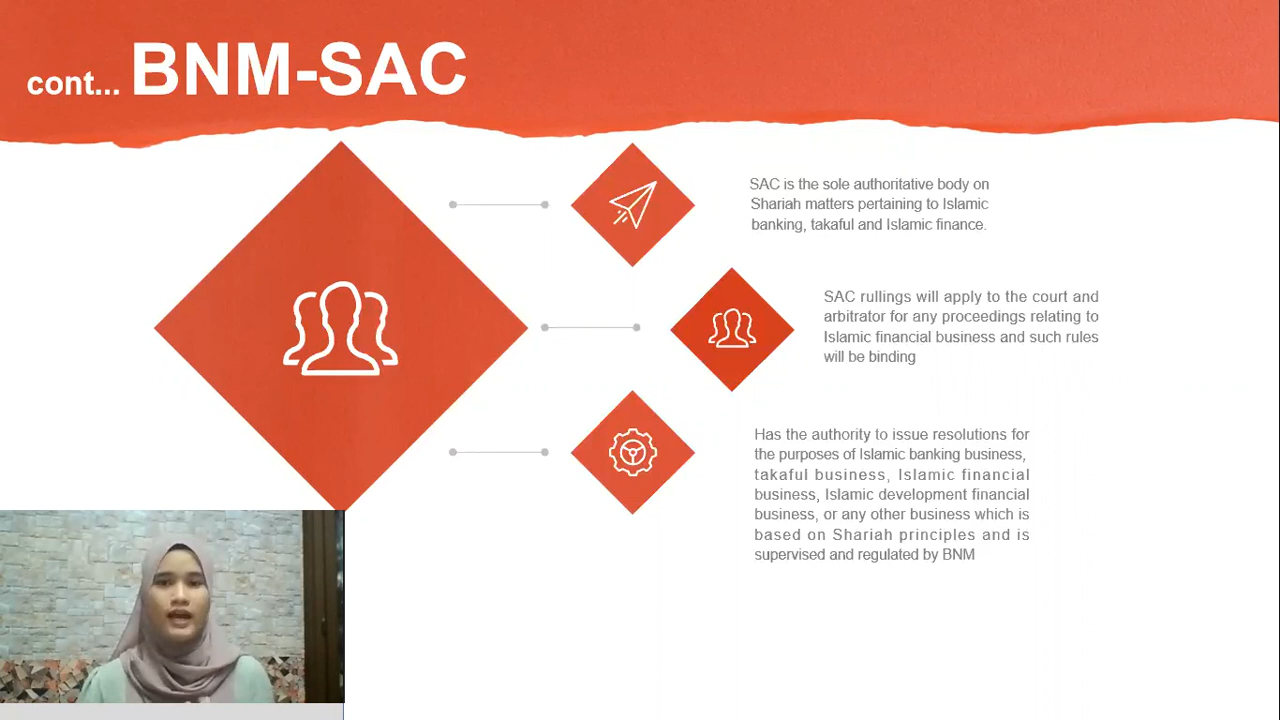 cont... BNM-SAC
SAC is the sole authoritative body on
Shariah matters pertaining to Islamic
banking, takaful and Islamic finance.
SAC rullings will apply to the court and
arbitrator for any proceedings relating to
Islamic financial business and such rules
will be binding
Has the authority to issue resolutions for
the purposes of Islamic banking business,
takaful business, Islamic financial
business, Islamic development financial
business, or any other business which is
based on Shariah principles and is
supervised and regulated by BNM